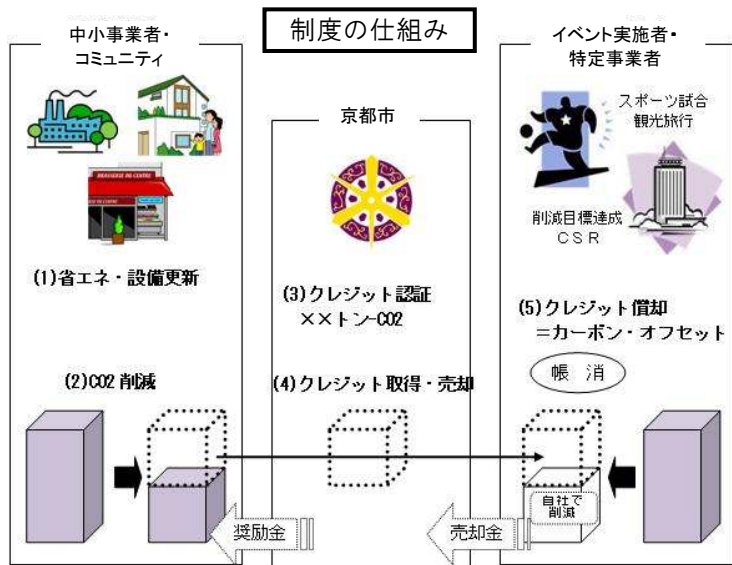 制度の仕組み
中小事業者・
コミュニティ
BRASSERIE DU CENTRE
(1)省エネ・設備更新
(2)CO2 削減
京都市
(3)クレジット認証
××トン-CO2
(4)クレジット取得・売却
イベント実施者・
特定事業者
スポーツ試合
観光旅行
削減目標達成
ＣＳＲ
(5)クレジット償却
＝カーボン・オフセット
帳 消
自社で
削減
奨励金
売却金